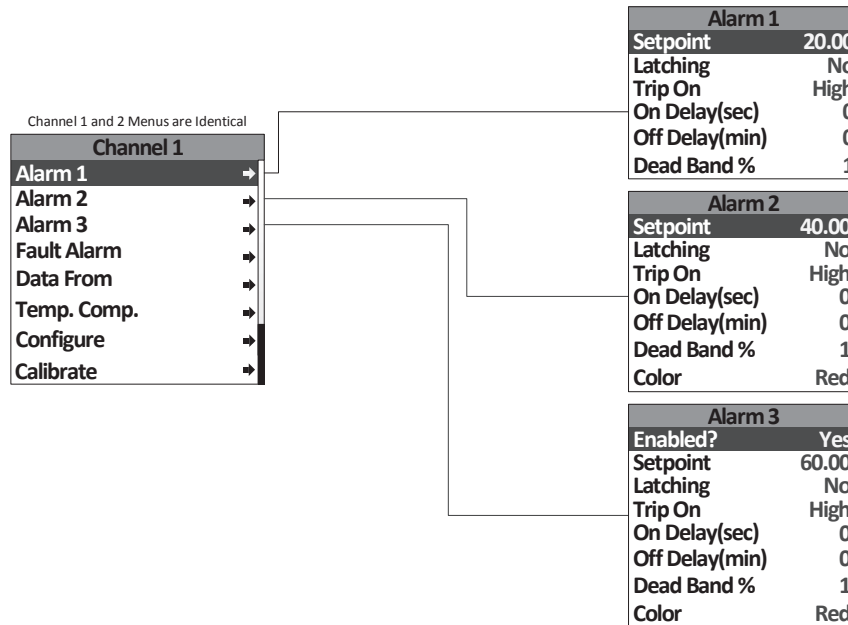 Channel 1 and 2 Menus are Identical
Channel 1
Alarm 1
Alarm 2
Alarm 3
Fault Alarm
Data From
Temp. Comp.
Configure
Calibrate
Alarm 1
Setpoint 20.00
Latching No
Trip On High
On Delay(sec) 0
Off Delay(min) 0
Dead Band % 1
Alarm 2
Setpoint 40.00
Latching No
Trip On High
On Delay(sec) 0
Off Delay(min) 0
Dead Band % 1
Color Red
Alarm 3
Enabled? Yes
Setpoint 60.00
Latching No
Trip On High
On Delay(sec) 0
Off Delay(min) 0
Dead Band % 1
Color Red